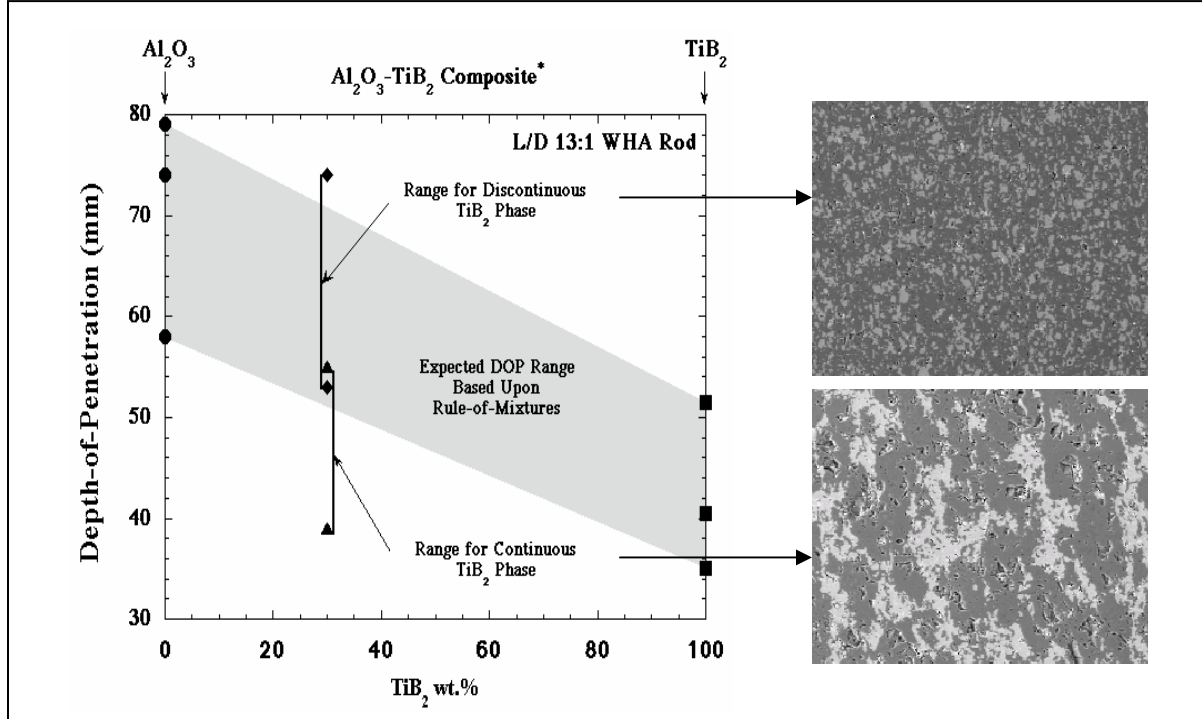 Al₂O₃
TiB₂
Al₂O₃-TiB₂ Composite*
L/D 13:1 WHA Rod
Range for Discontinuous
TiB₂ Phase
Expected DOP Range
Based Upon
Rule-of-Mixtures
Range for Continuous
TiB₂ Phase
Depth-of-Penetration (mm)
80
70
60
50
40
30
0
20
40
60
80
100
TiB₂ wt.%